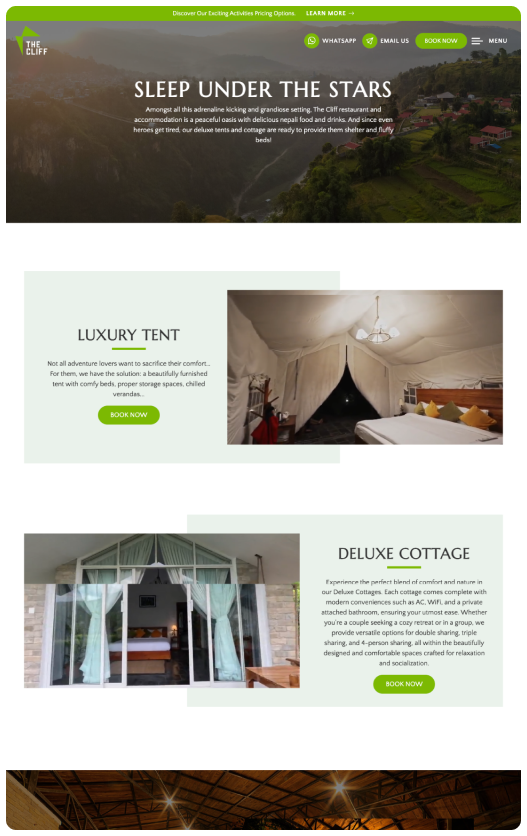 Discover Our Exciting Activities Pricing Options. LEARN MORE →
THE
CLIFF
WHATSAPP EMAIL US BOOK NOW MENU
SLEEP UNDER THE STARS
Amongst all this adrenaline kicking and grandiose setting, The Cliff restaurant and
accommodation is a peaceful oasis with delicious nepali food and drinks. And since even
heroes get tired, our deluxe tents and cottage are ready to provide them shelter and fluffy
beds!
LUXURY TENT
Not all adventure lovers want to sacrifice their comfort...
For them, we have the solution: a beautifully furnished
tent with comfy beds, proper storage spaces, chilled
verandas...
BOOK NOW
DELUXE COTTAGE
Experience the perfect blend of comfort and nature in
our Deluxe Cottages. Each cottage comes complete with
modern conveniences such as AC, WiFi, and a private
attached bathroom, ensuring your utmost ease. Whether
you're a couple seeking a cozy retreat or in a group, we
provide versatile options for double sharing, triple
sharing, and 4-person sharing, all within the beautifully
designed and comfortable spaces crafted for relaxation
and socialization.
BOOK NOW